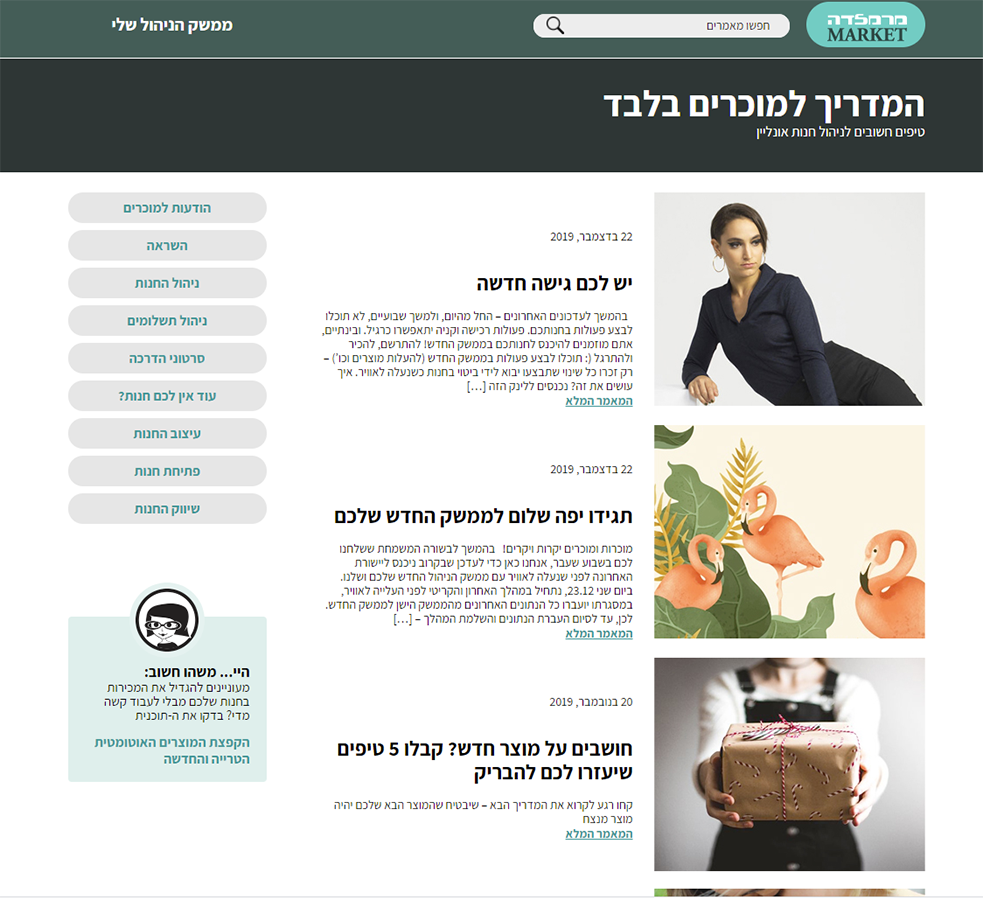 מרמלדה
MARKET
חפשו מאמרים
ממשק הניהול שלי
המדריך למוכרים בלבד
טיפים חשובים לניהול חנות אונליין
22 בדצמבר, 2019
יש לכם גישה חדשה
בהמשך לעדכונים האחרונים – החל מהיום, ולמשך שבועיים, לא תוכלו
לבצע פעולות בחנותכם. פעולות רכישה וקניה יתאפשרו כרגיל. ובינתיים,
אתם מוזמנים להיכנס לחנותכם בממשק החדש! להתרשם, להכיר
ולהתרגל (: תוכלו לבצע פעולות בממשק החדש (להעלות מוצרים וכו') –
רק זכרו כל שינוי שתבצעו יבוא לידי ביטוי בחנות כשנעלה לאוויר. איך
עושים את זה? נכנסים ללינק הזה […]
המאמר המלא
22 בדצמבר, 2019
תגידו יפה שלום לממשק החדש שלכם
מוכרות ומוכרים יקרות ויקרים! בהמשך לבשורה המשמחת ששלחנו
לכם בשבוע שעבר, אנחנו כאן כדי לעדכן שבקרוב ניכנס ליישורת
האחרונה לפני שנעלה לאוויר עם ממשק הניהול החדש שלכם ושלנו.
ביום שני 23.12, נתחיל במהלך האחרון והקריטי לפני העלייה לאוויר,
במסגרתו יועברו כל הנתונים האחרונים מהממשק הישן לממשק החדש.
לכן, עד לסיום העברת הנתונים והשלמת המהלך – […]
המאמר המלא
20 בנובמבר, 2019
חושבים על מוצר חדש? קבלו 5 טיפים
שיעזרו לכם להבריק
קחו רגע לקרוא את המדריך הבא – שיבטיח שהמוצר הבא שלכם יהיה
מוצר מנצח
המאמר המלא
הודעות למוכרים
השראה
ניהול החנות
ניהול תשלומים
סרטוני הדרכה
עוד אין לכם חנות?
עיצוב החנות
פתיחת חנות
שיווק החנות
היי... משהו חשוב:
מעוניינים להגדיל את המכירות
בחנות שלכם מבלי לעבוד קשה
מדי? בדקו את ה-תוכנית
הקפצת המוצרים האוטומטית
הטרייה והחדשה